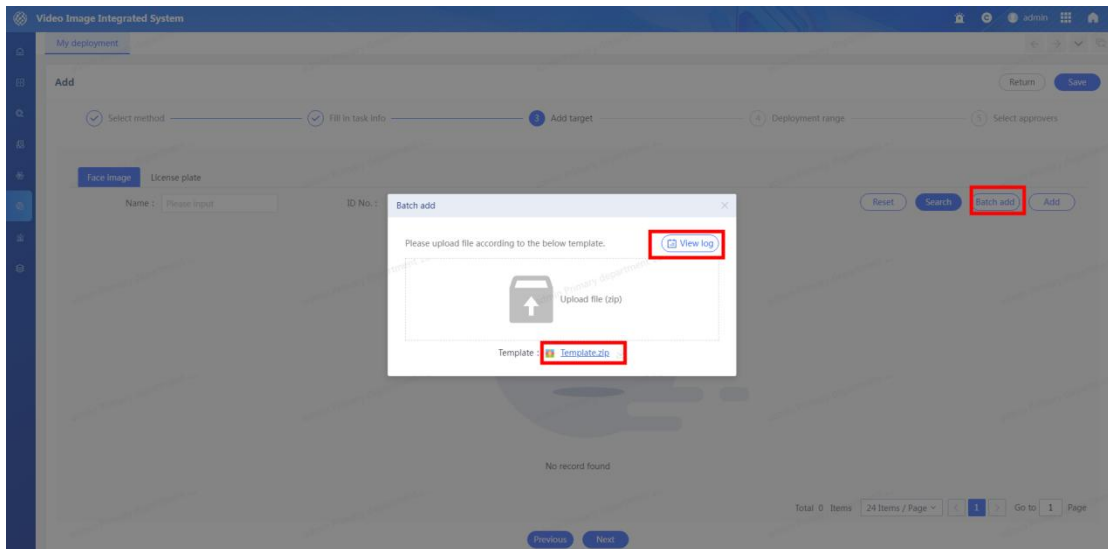 Video Image Integrated System
admin
My deployment
Add
Return
Save
Select method
Fill in task info
3 Add target
4 Deployment range
5 Select approvers
Face image
License plate
Name : Please input
ID No. :
Reset
Search
Batch add
Add
Batch add
Please upload file according to the below template.
View log
Upload file (zip)
Template : Template.zip
No record found
Total 0 Items
24 Items / Page
1
Go to 1 Page
Previous
Next